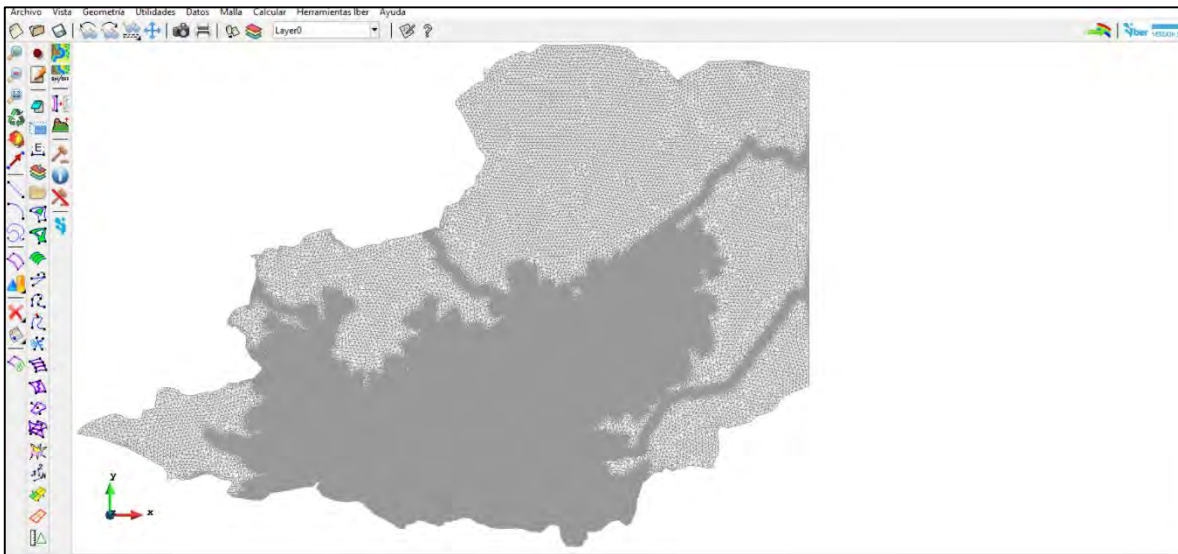 Archivo Vista Geometría Utilidades Datos Malla Calcular Herramientas Iber Ayuda
Layer0
Iber
E
y
x